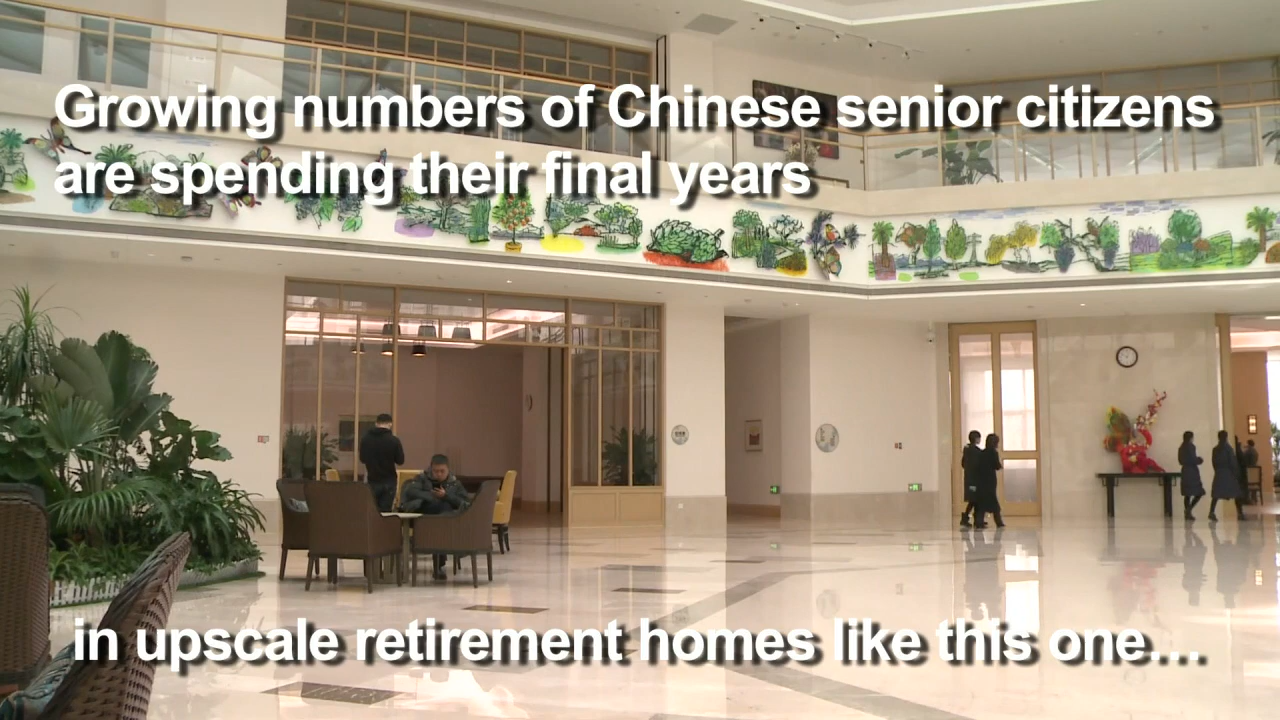 Growing numbers of Chinese senior citizens
are spending their final years
in upscale retirement homes like this one...